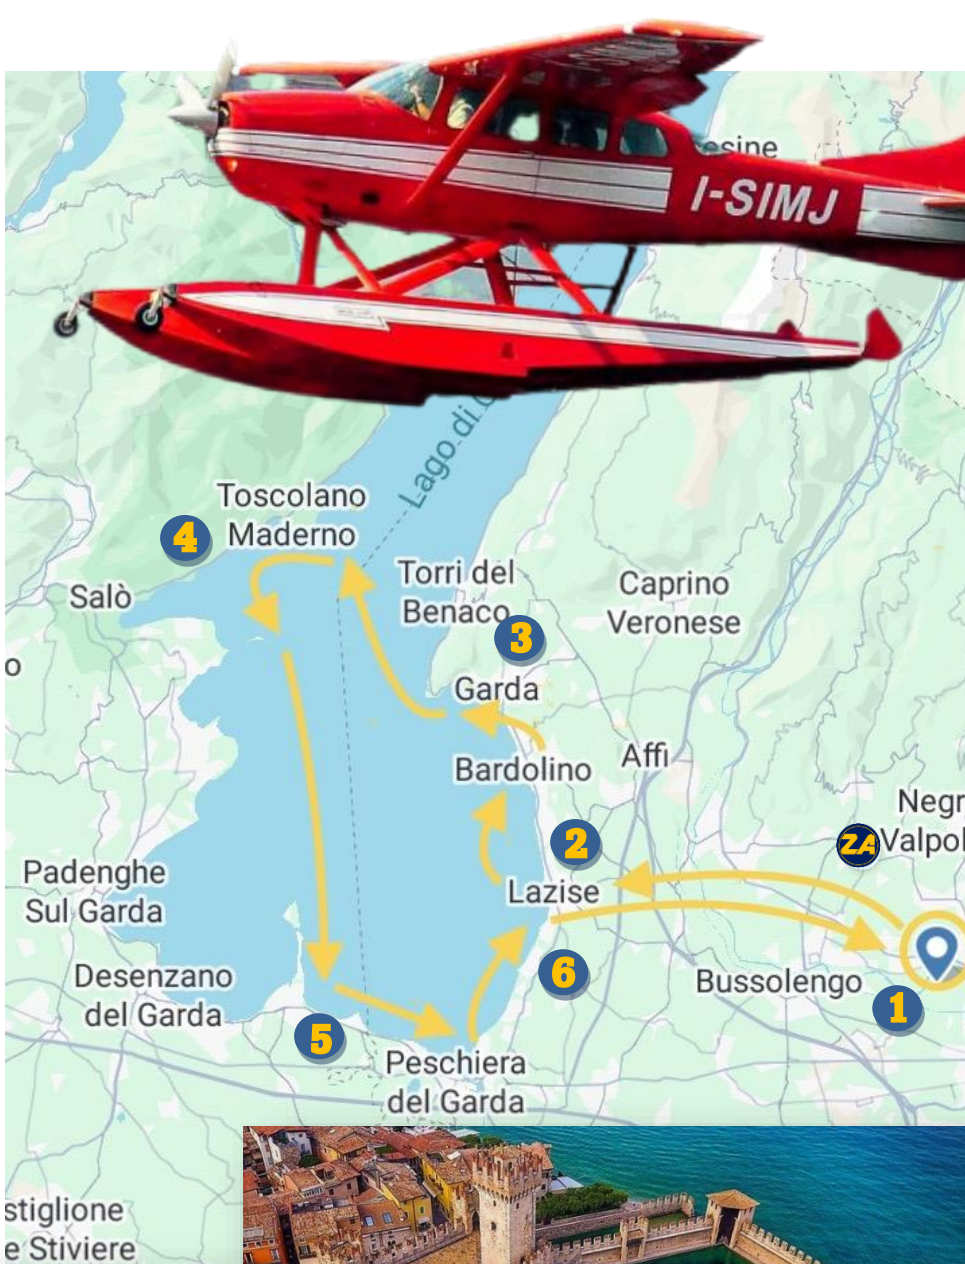 esine
I-SIMJ
Lago di
Toscolano
Maderno
4
Torri del
Benaco
Caprino
Veronese
Salò
3
o
Garda
Affi
Bardolino
Negr
2
ZA
Valpol
Padenghe
Sul Garda
Lazise
6
Desenzano
del Garda
Bussolengo
1
5
Peschiera
del Garda
stiglione
e Stiviere